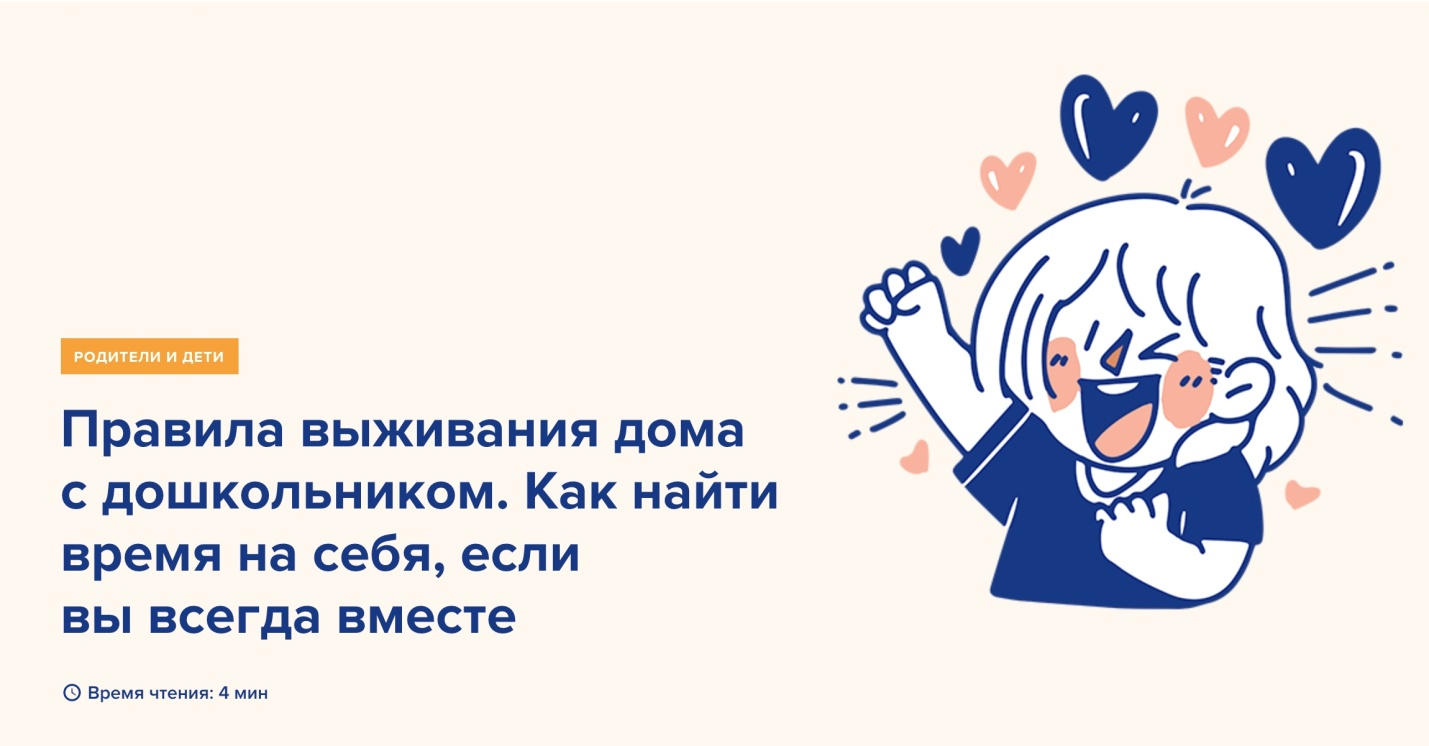 РОДИТЕЛИ И ДЕТИ
Правила выживания дома
с дошкольником. Как найти
время на себя, если
вы всегда вместе
Время чтения: 4 мин